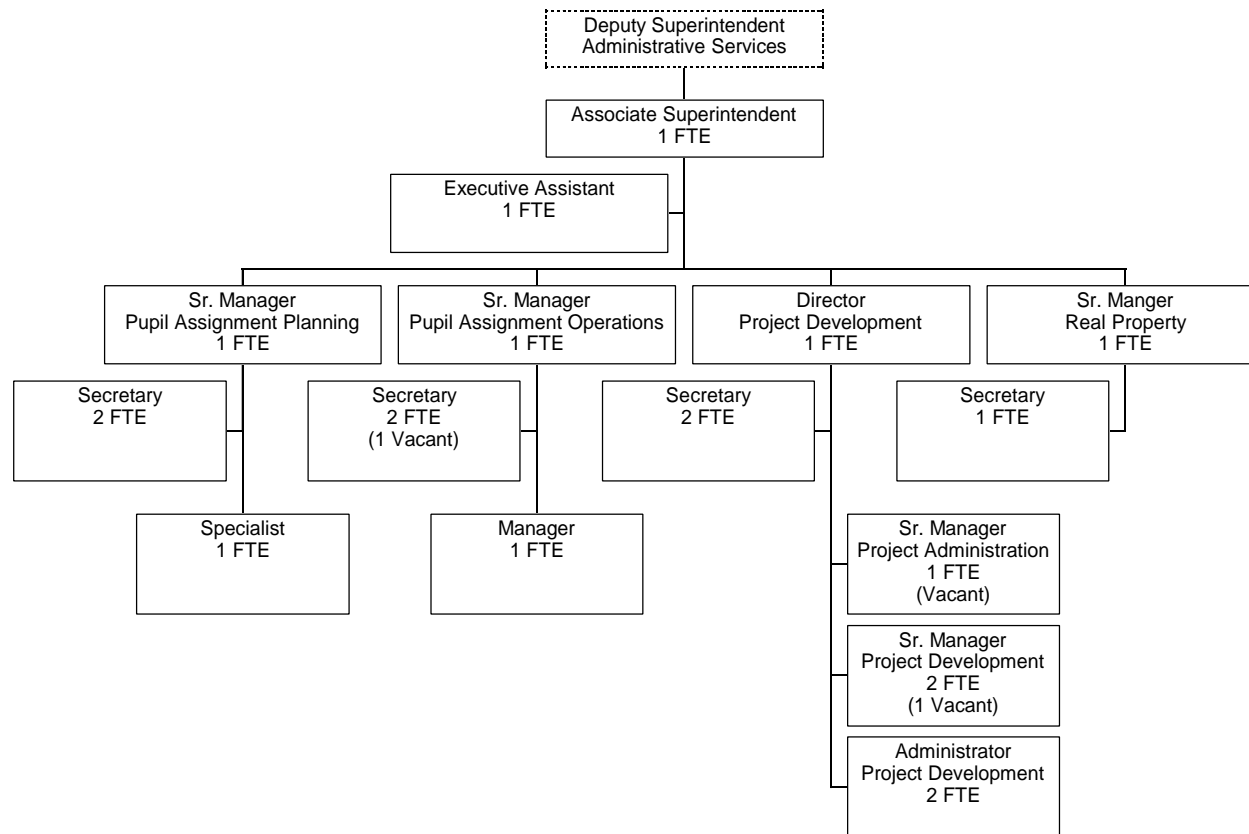 Deputy Superintendent
Administrative Services
Associate Superintendent
1 FTE
Executive Assistant
1 FTE
Sr. Manager
Pupil Assignment Planning
1 FTE
Sr. Manager
Pupil Assignment Operations
1 FTE
Director
Project Development
1 FTE
Sr. Manger
Real Property
1 FTE
Secretary
2 FTE
Secretary
2 FTE
(1 Vacant)
Secretary
2 FTE
Secretary
1 FTE
Specialist
1 FTE
Manager
1 FTE
Sr. Manager
Project Administration
1 FTE
(Vacant)
Sr. Manager
Project Development
2 FTE
(1 Vacant)
Administrator
Project Development
2 FTE